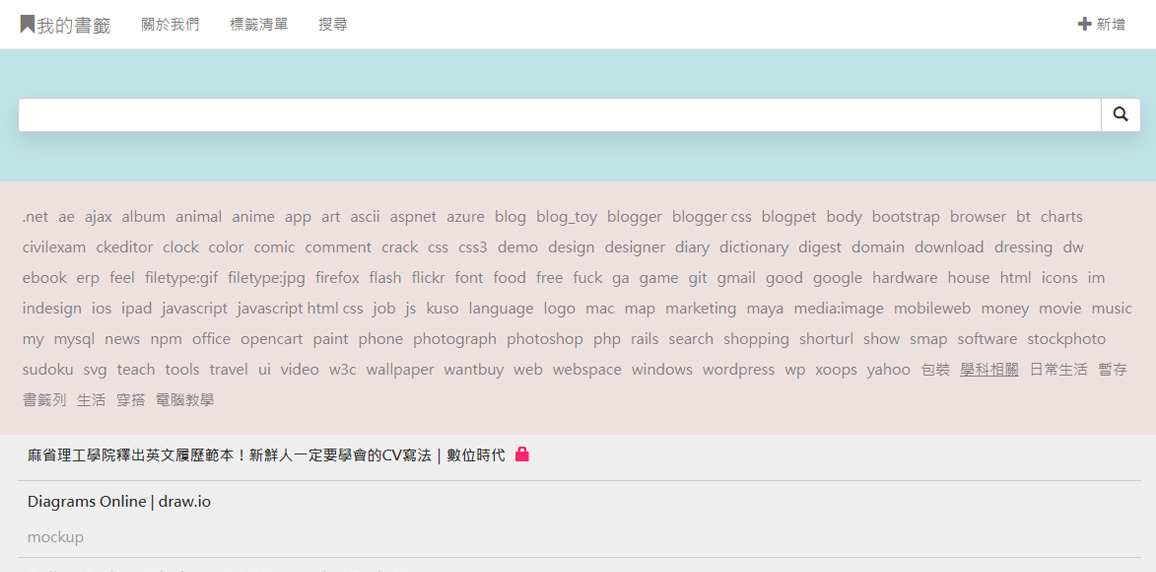 我的書籤 關於我們 標籤清單 搜尋 新增
.net ae ajax album animal anime app art ascii aspnet azure blog blog_toy blogger blogger css blogpet body bootstrap browser bt charts
civilexam ckeditor clock color comic comment crack css css3 demo design designer diary dictionary digest domain download dressing dw
ebook erp feel filetype:gif filetype:jpg firefox flash flickr font food free fuck ga game git gmail good google hardware house html icons im
indesign ios ipad javascript javascript html css job js kuso language logo mac map marketing maya media:image mobileweb money movie music
my mysql news npm office opencart paint phone photograph photoshop php rails search shopping shorturl show smap software stockphoto
sudoku svg teach tools travel ui video w3c wallpaper wantbuy web webspace windows wordpress wp xoops yahoo 包裝 學科相關 日常生活 暫存
書籤列 生活 穿搭 電腦教學
麻省理工學院釋出英文履歷範本！新鮮人一定要學會的CV寫法｜數位時代
Diagrams Online | draw.io
mockup